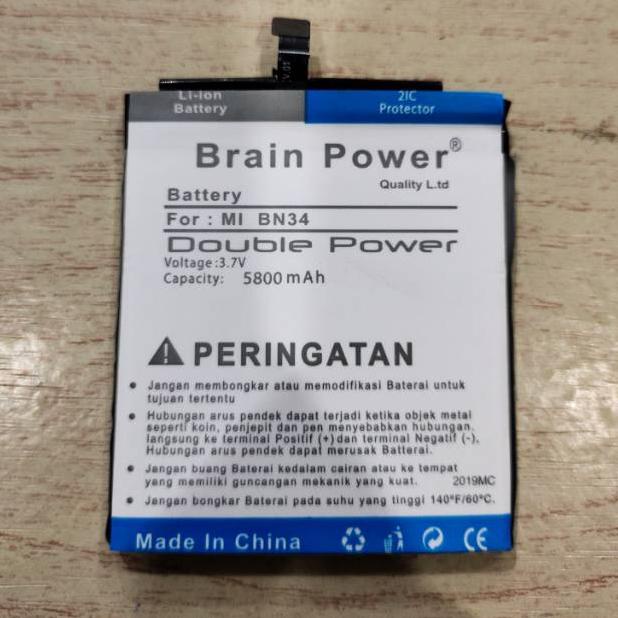 Li-Ion
Battery
2IC
Protector
Brain Power®
Quality L.td
Battery
For : MI BN34
Double Power
Voltage:3.7V
Capacity: 5800mAh
PERINGATAN
• Jangan membongkar atau memodifikasi Baterai untuk
tujuan tertentu
• Hubungan arus pendek dapat terjadi ketika objek metal
seperti koin, penjepit dan pen menyebabkan hubungan.
langsung ke terminal Positif (+) dan terminal Negatif (-),
Hubungan arus pendek dapat merusak Batterai.
• Jangan buang Baterai kedalam cairan atau ke tempat
yang memiliki guncangan mekanik yang kuat.
2019MC
• Jangan bongkar Baterai pada suhu yang tinggi 140°F/60°C.
Made In China
CE